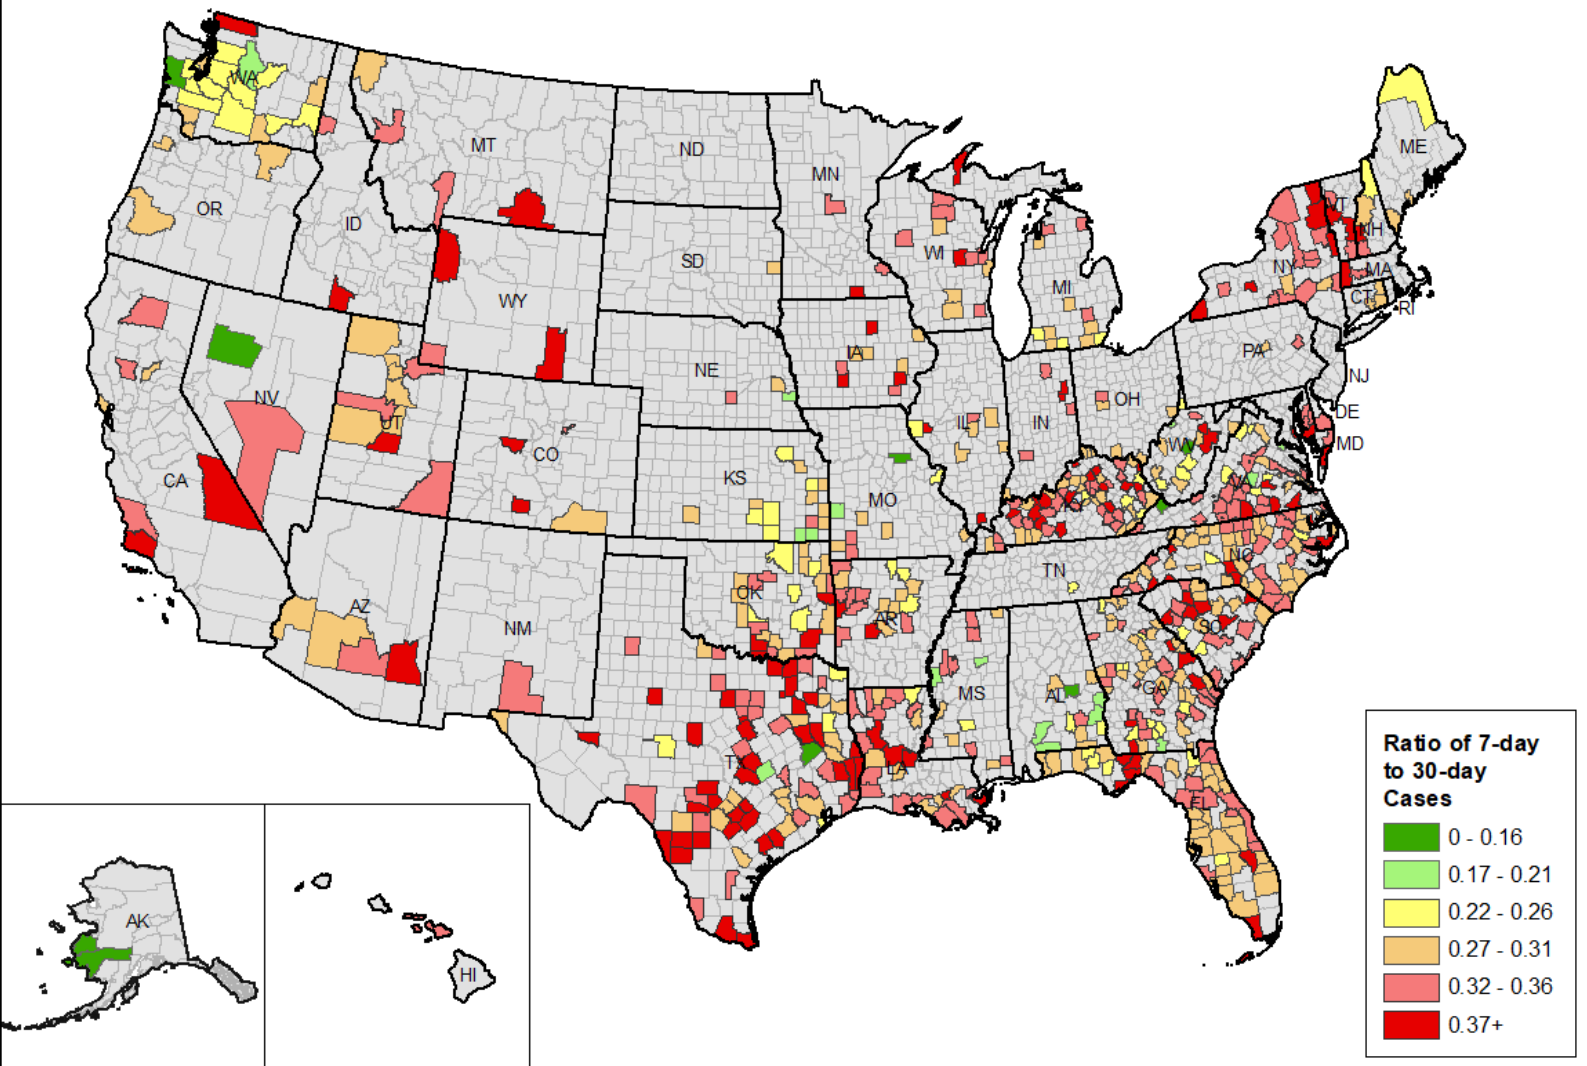 WA
MT
ND
MN
ME
OR
ID
SD
WI
MI
VT
NH
NY
MA
CT
RI
WY
IA
NE
PA
NJ
NV
UT
CO
IL
IN
OH
DE
MD
WV
CA
KS
MO
KY
VA
AZ
NM
OK
AR
TN
NC
SC
MS
AL
GA
TX
LA
FL
AK
HI
Ratio of 7-day
to 30-day
Cases
0 - 0.16
0.17 - 0.21
0.22 - 0.26
0.27 - 0.31
0.32 - 0.36
0.37+